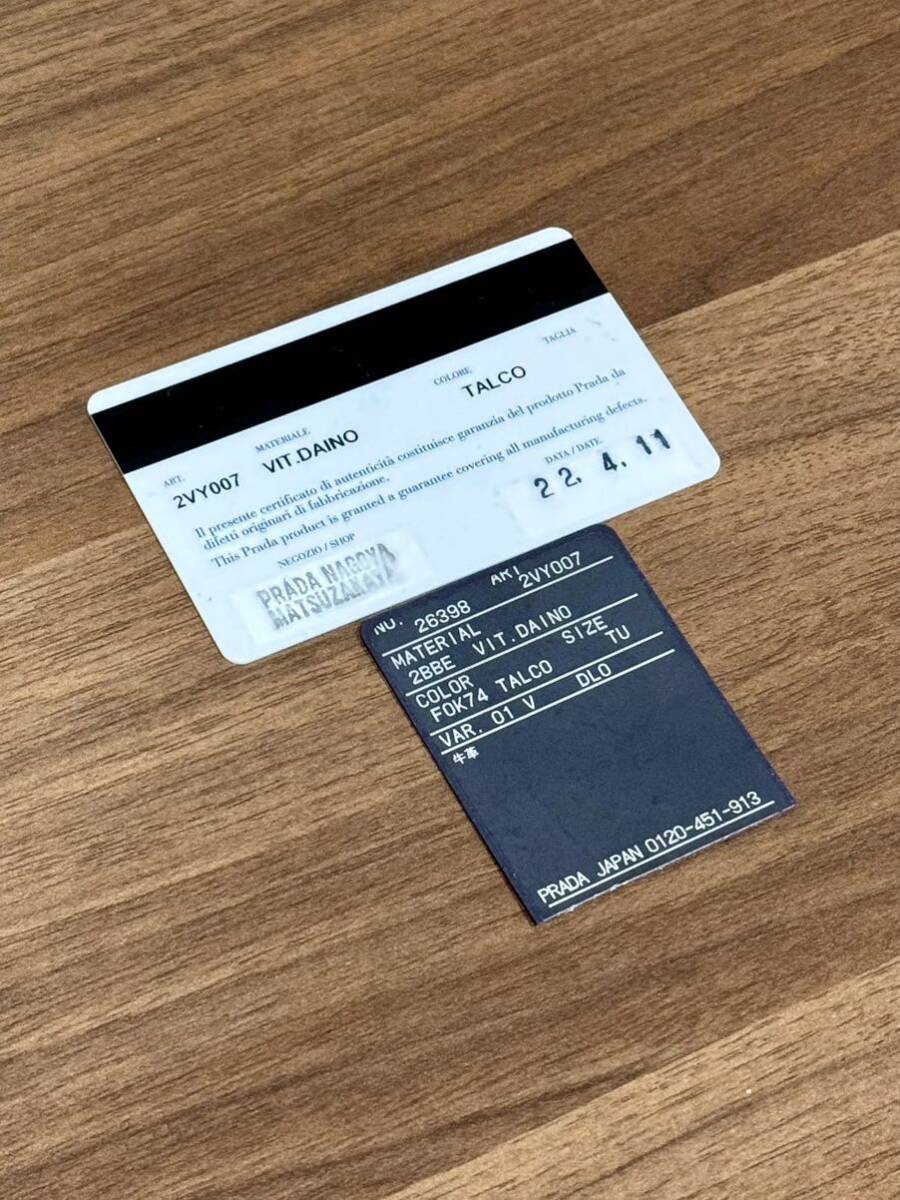 ART. MATERIALE COLORE TAGLIA
2VY007 VIT.DAINO TALCO
Il presente certificato di autenticità costituisce garanzia del prodotto Prada da
difetti originari di fabbricazione.
This Prada product is granted a guarantee covering all manufacturing defects.
NEGOZIO / SHOP DATA / DATE
PRADA NAGOYA
MATSUZAKAYA
22. 4. 11
NO. 26398 ART 2VY007
MATERIAL
2BBE VIT.DAINO
COLOR SIZE
F0K74 TALCO TU
VAR. 01 V DLO
牛革
PRADA JAPAN 0120-451-913